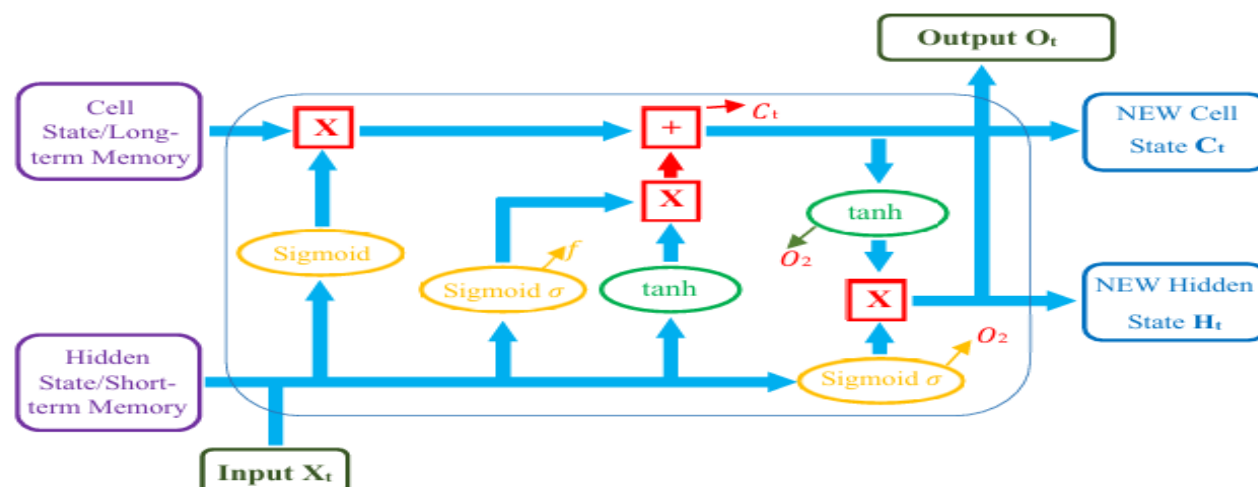 Output Oₜ
Cell
State/Long-
term Memory
X
+
Cₜ
NEW Cell
State Cₜ
X
tanh
Sigmoid
f
O₂
Sigmoid σ
tanh
X
NEW Hidden
State Hₜ
Hidden
State/Short-
term Memory
O₂
Sigmoid σ
Input Xₜ